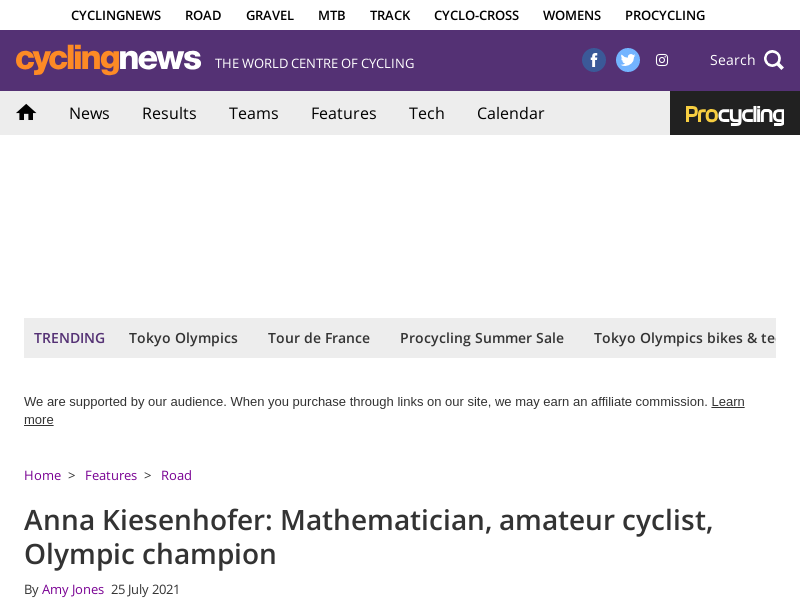 CYCLINGNEWS ROAD GRAVEL MTB TRACK CYCLO-CROSS WOMENS PROCYCLING
cyclingnews THE WORLD CENTRE OF CYCLING Search
News Results Teams Features Tech Calendar Procycling
TRENDING Tokyo Olympics Tour de France Procycling Summer Sale Tokyo Olympics bikes & te
We are supported by our audience. When you purchase through links on our site, we may earn an affiliate commission. Learn
more
Home > Features > Road
Anna Kiesenhofer: Mathematician, amateur cyclist,
Olympic champion
By Amy Jones 25 July 2021